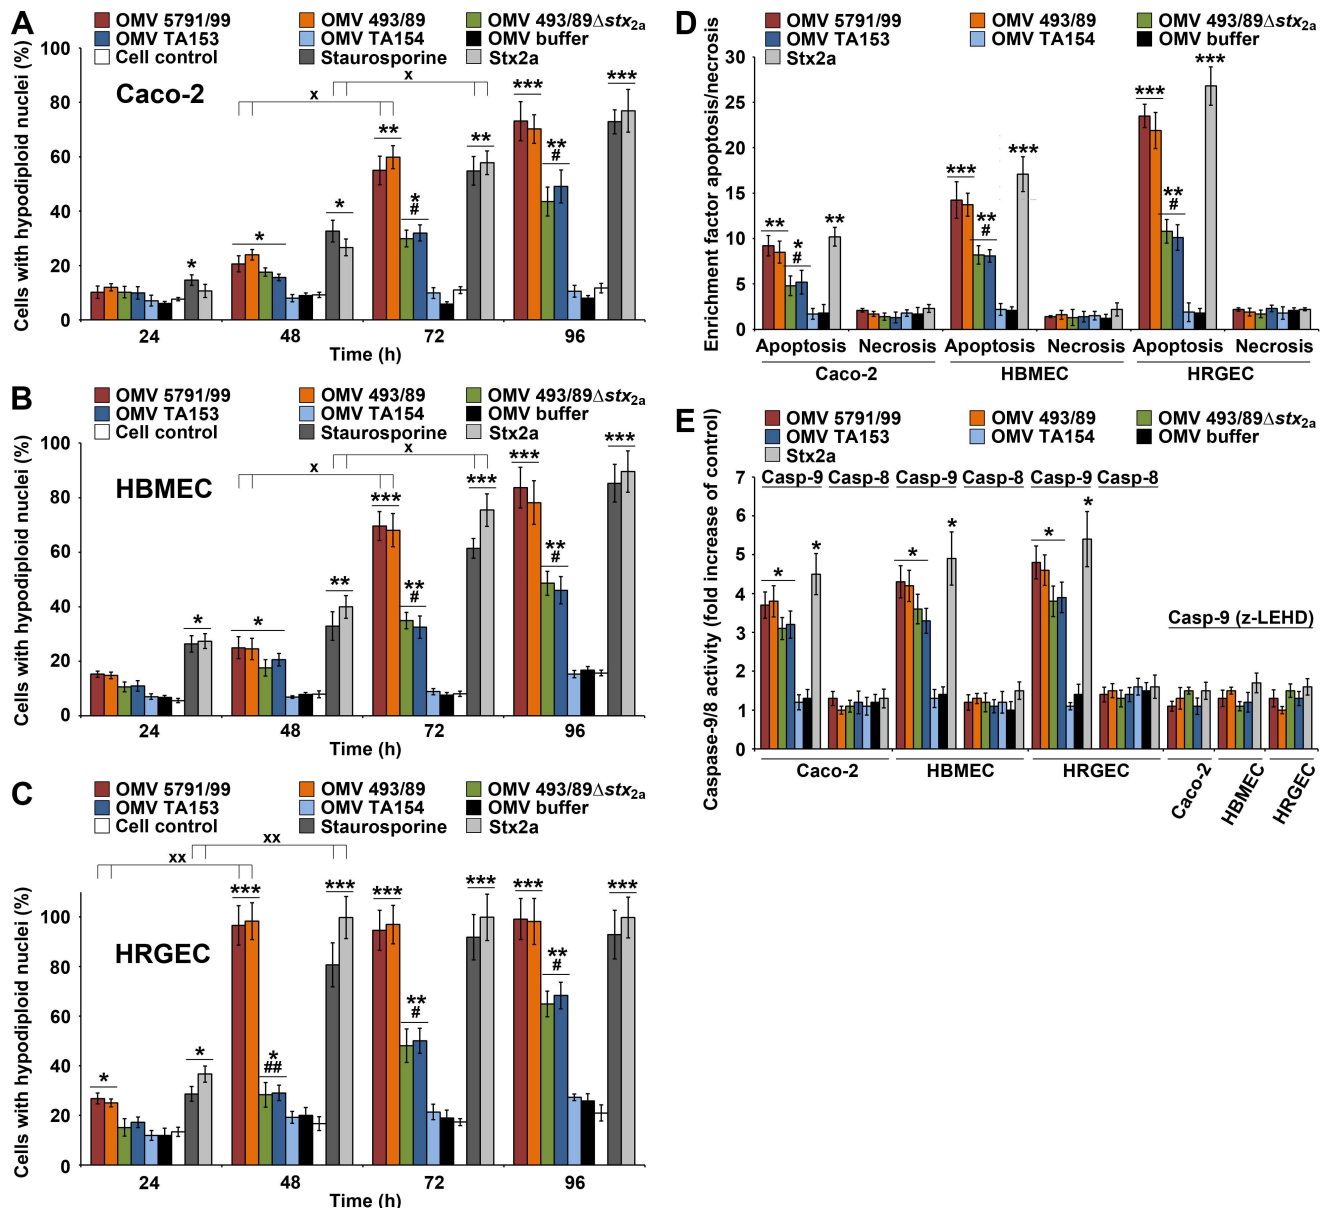 A
OMV 5791/99 OMV 493/89 OMV 493/89Δstx2a
OMV TA153 OMV TA154 OMV buffer
Cell control Staurosporine Stx2a
Cells with hypodiploid nuclei (%)
100
80
60
40
20
0
Caco-2
x
x
*
*
*
**
*
#
**
***
**
#
***
24 48 72 96
Time (h)
B
OMV 5791/99 OMV 493/89 OMV 493/89Δstx2a
OMV TA153 OMV TA154 OMV buffer
Cell control Staurosporine Stx2a
Cells with hypodiploid nuclei (%)
100
80
60
40
20
0
HBMEC
x
x
*
*
**
***
**
#
***
***
**
#
***
24 48 72 96
Time (h)
C
OMV 5791/99 OMV 493/89 OMV 493/89Δstx2a
OMV TA153 OMV TA154 OMV buffer
Cell control Staurosporine Stx2a
Cells with hypodiploid nuclei (%)
100
80
60
40
20
0
HRGEC
xx
xx
*
*
***
*
##
***
***
**
#
***
***
**
#
***
24 48 72 96
Time (h)
D
OMV 5791/99 OMV 493/89 OMV 493/89Δstx2a
OMV TA153 OMV TA154 OMV buffer
Stx2a
Enrichment factor apoptosis/necrosis
30
25
20
15
10
5
0
**
*
#
**
***
**
#
***
***
**
#
***
Apoptosis Necrosis Apoptosis Necrosis Apoptosis Necrosis
Caco-2 HBMEC HRGEC
E
OMV 5791/99 OMV 493/89 OMV 493/89Δstx2a
OMV TA153 OMV TA154 OMV buffer
Stx2a
Caspase-9/8 activity (fold increase of control)
7
6
5
4
3
2
1
0
Casp-9 Casp-8 Casp-9 Casp-8 Casp-9 Casp-8
*
*
*
*
*
*
Casp-9 (z-LEHD)
Caco-2 HBMEC HRGEC
Caco-2 HBMEC HRGEC